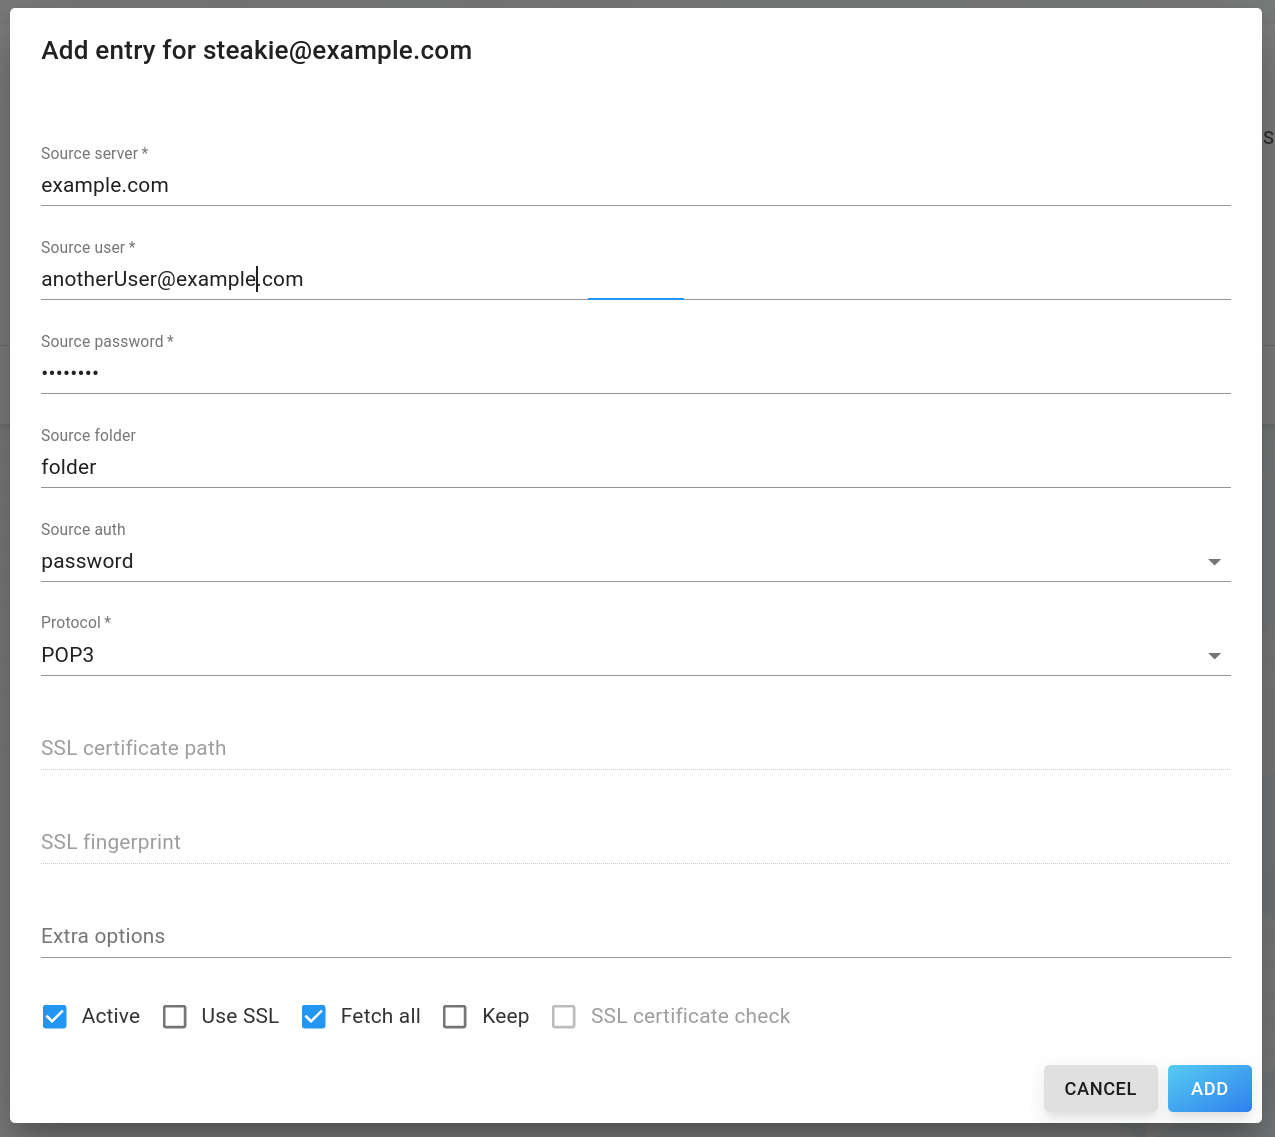 Add entry for steakie@example.com
s
Source server *
example.com
Source user *
anotherUser@example.com
Source password *
••••••••
Source folder
folder
Source auth
password
Protocol *
POP3
SSL certificate path
SSL fingerprint
Extra options
Active Use SSL Fetch all Keep SSL certificate check
CANCEL ADD